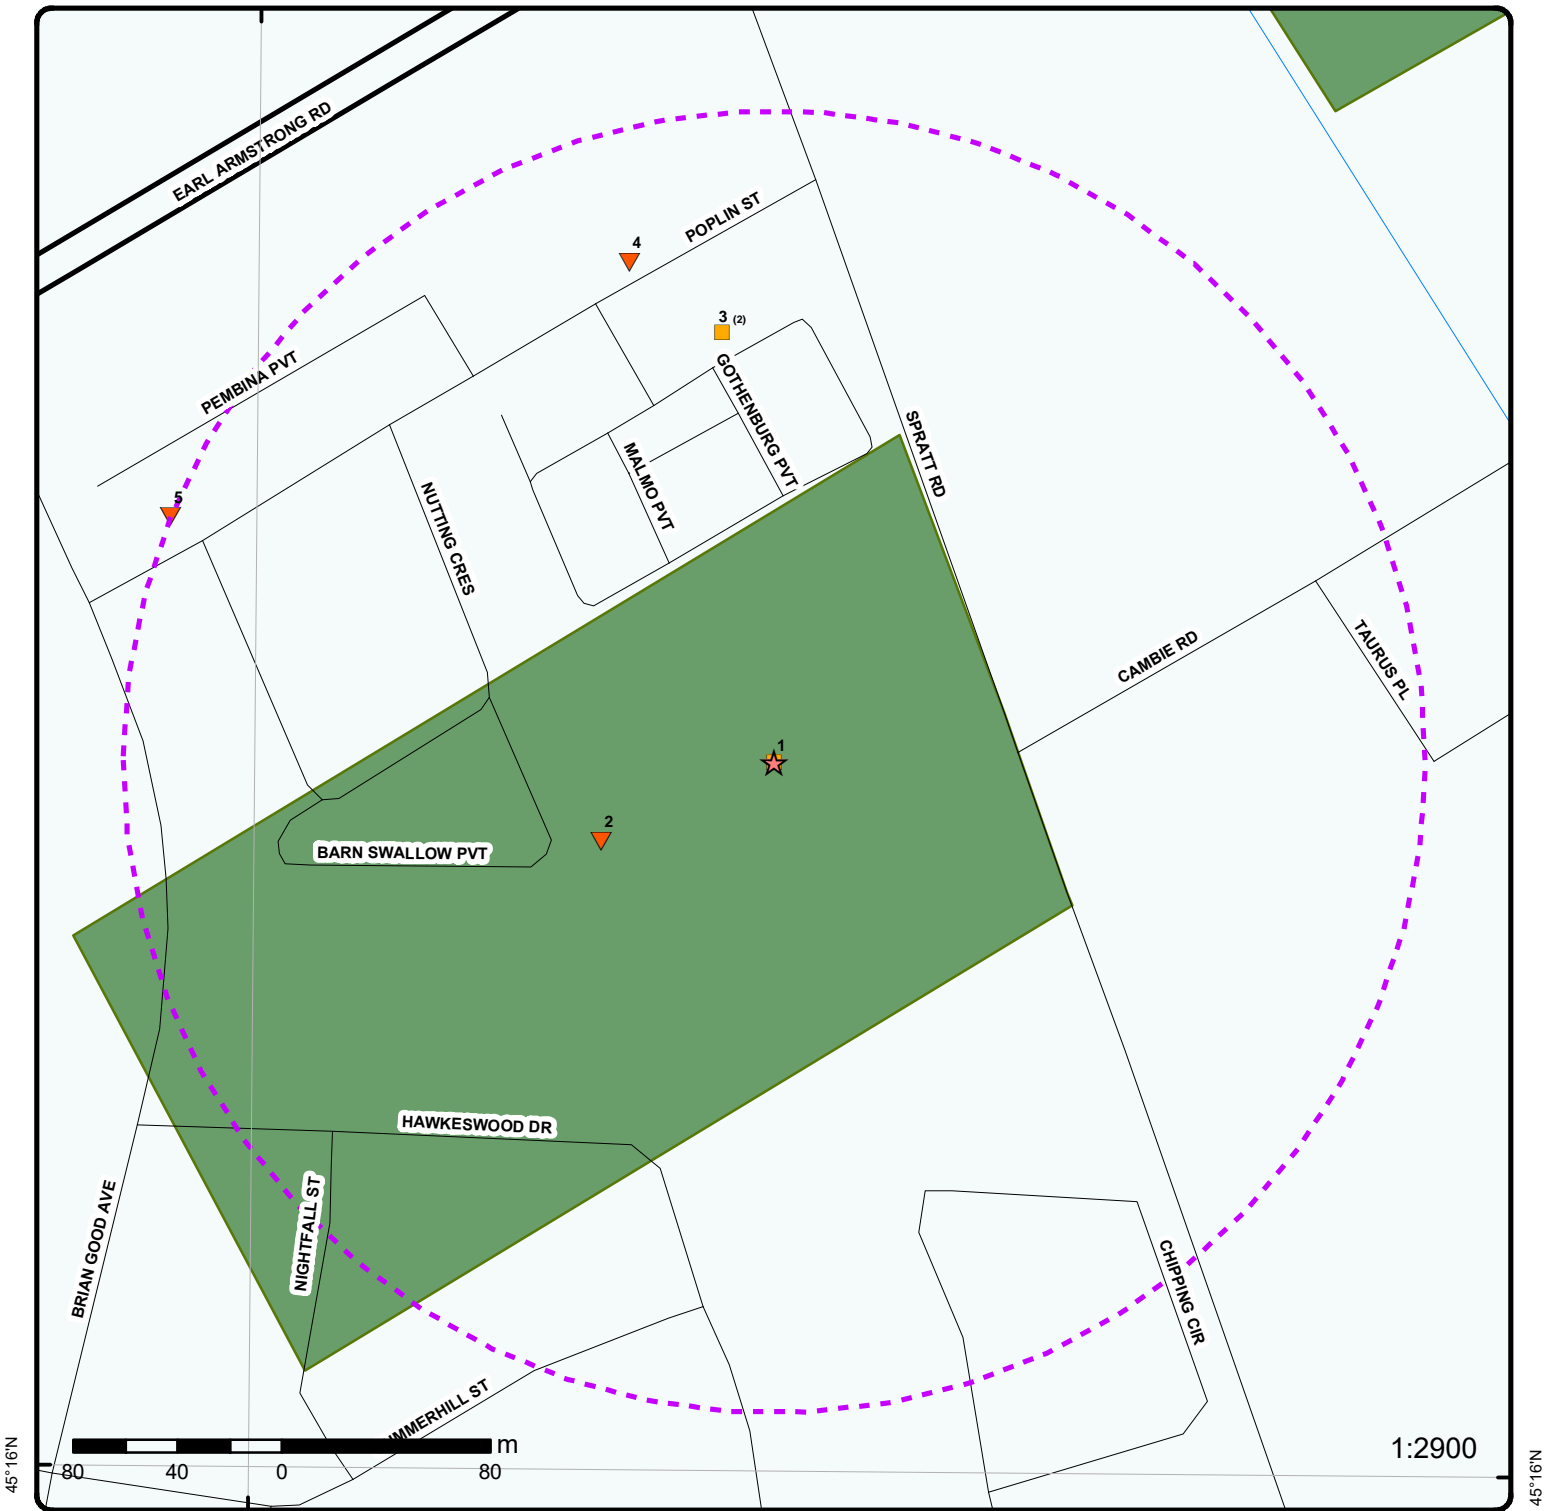 EARL ARMSTRONG RD
POPLIN ST
4
3 (2)
PEMBINA PVT
GOTHENBURG PVT
SPRATT RD
MALMO PVT
NUTTING CRES
5
CAMBIE RD
TAURUS PL
1
2
BARN SWALLOW PVT
HAWKESWOOD DR
NIGHTFALL ST
BRIAN GOOD AVE
CHIPPING CIR
IMMERHILL ST
m
80 40 0 80
1:2900
45°16'N
45°16'N